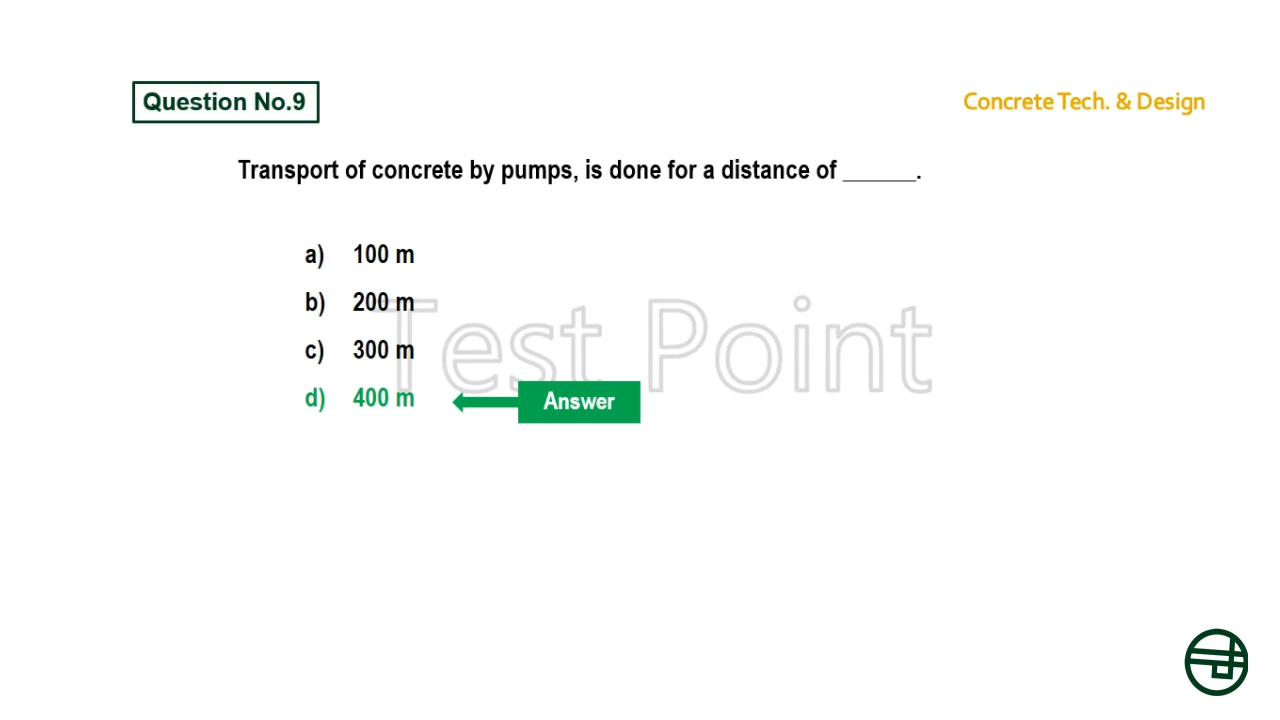 Question No.9
Concrete Tech. & Design
Transport of concrete by pumps, is done for a distance of ______.
a) 100 m
b) 200 m
c) 300 m
d) 400 m
Answer
Test Point